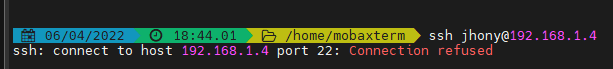 06/04/2022 18:44.01 /home/mobaxterm ssh jhony@192.168.1.4
ssh: connect to host 192.168.1.4 port 22: Connection refused